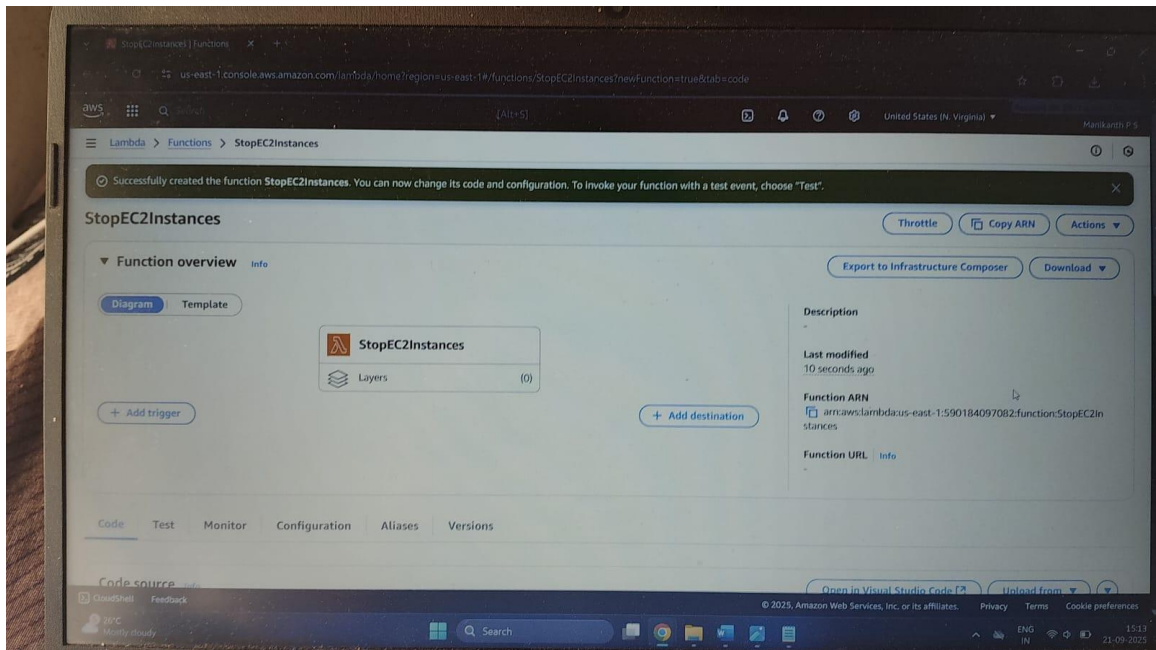 StopEC2Instances | Functions
us-east-1.console.aws.amazon.com/lambda/home?region=us-east-1#/functions/StopEC2Instances?newFunction=true&tab=code
aws
Search
[Alt+S]
United States (N. Virginia)
Manikanth P S
Lambda > Functions > StopEC2Instances
Successfully created the function StopEC2Instances. You can now change its code and configuration. To invoke your function with a test event, choose "Test".
StopEC2Instances
Throttle
Copy ARN
Actions
Function overview Info
Export to Infrastructure Composer
Download
Diagram
Template
StopEC2Instances
Layers
(0)
+ Add trigger
+ Add destination
Description
-
Last modified
10 seconds ago
Function ARN
arn:aws:lambda:us-east-1:590184097082:function:StopEC2In
stances
Function URL Info
-
Code
Test
Monitor
Configuration
Aliases
Versions
Code source Info
Open in Visual Studio Code
Upload from
CloudShell
Feedback
© 2025, Amazon Web Services, Inc. or its affiliates.
Privacy
Terms
Cookie preferences
26°C
Mostly cloudy
Search
ENG
IN
15:13
21-09-2025